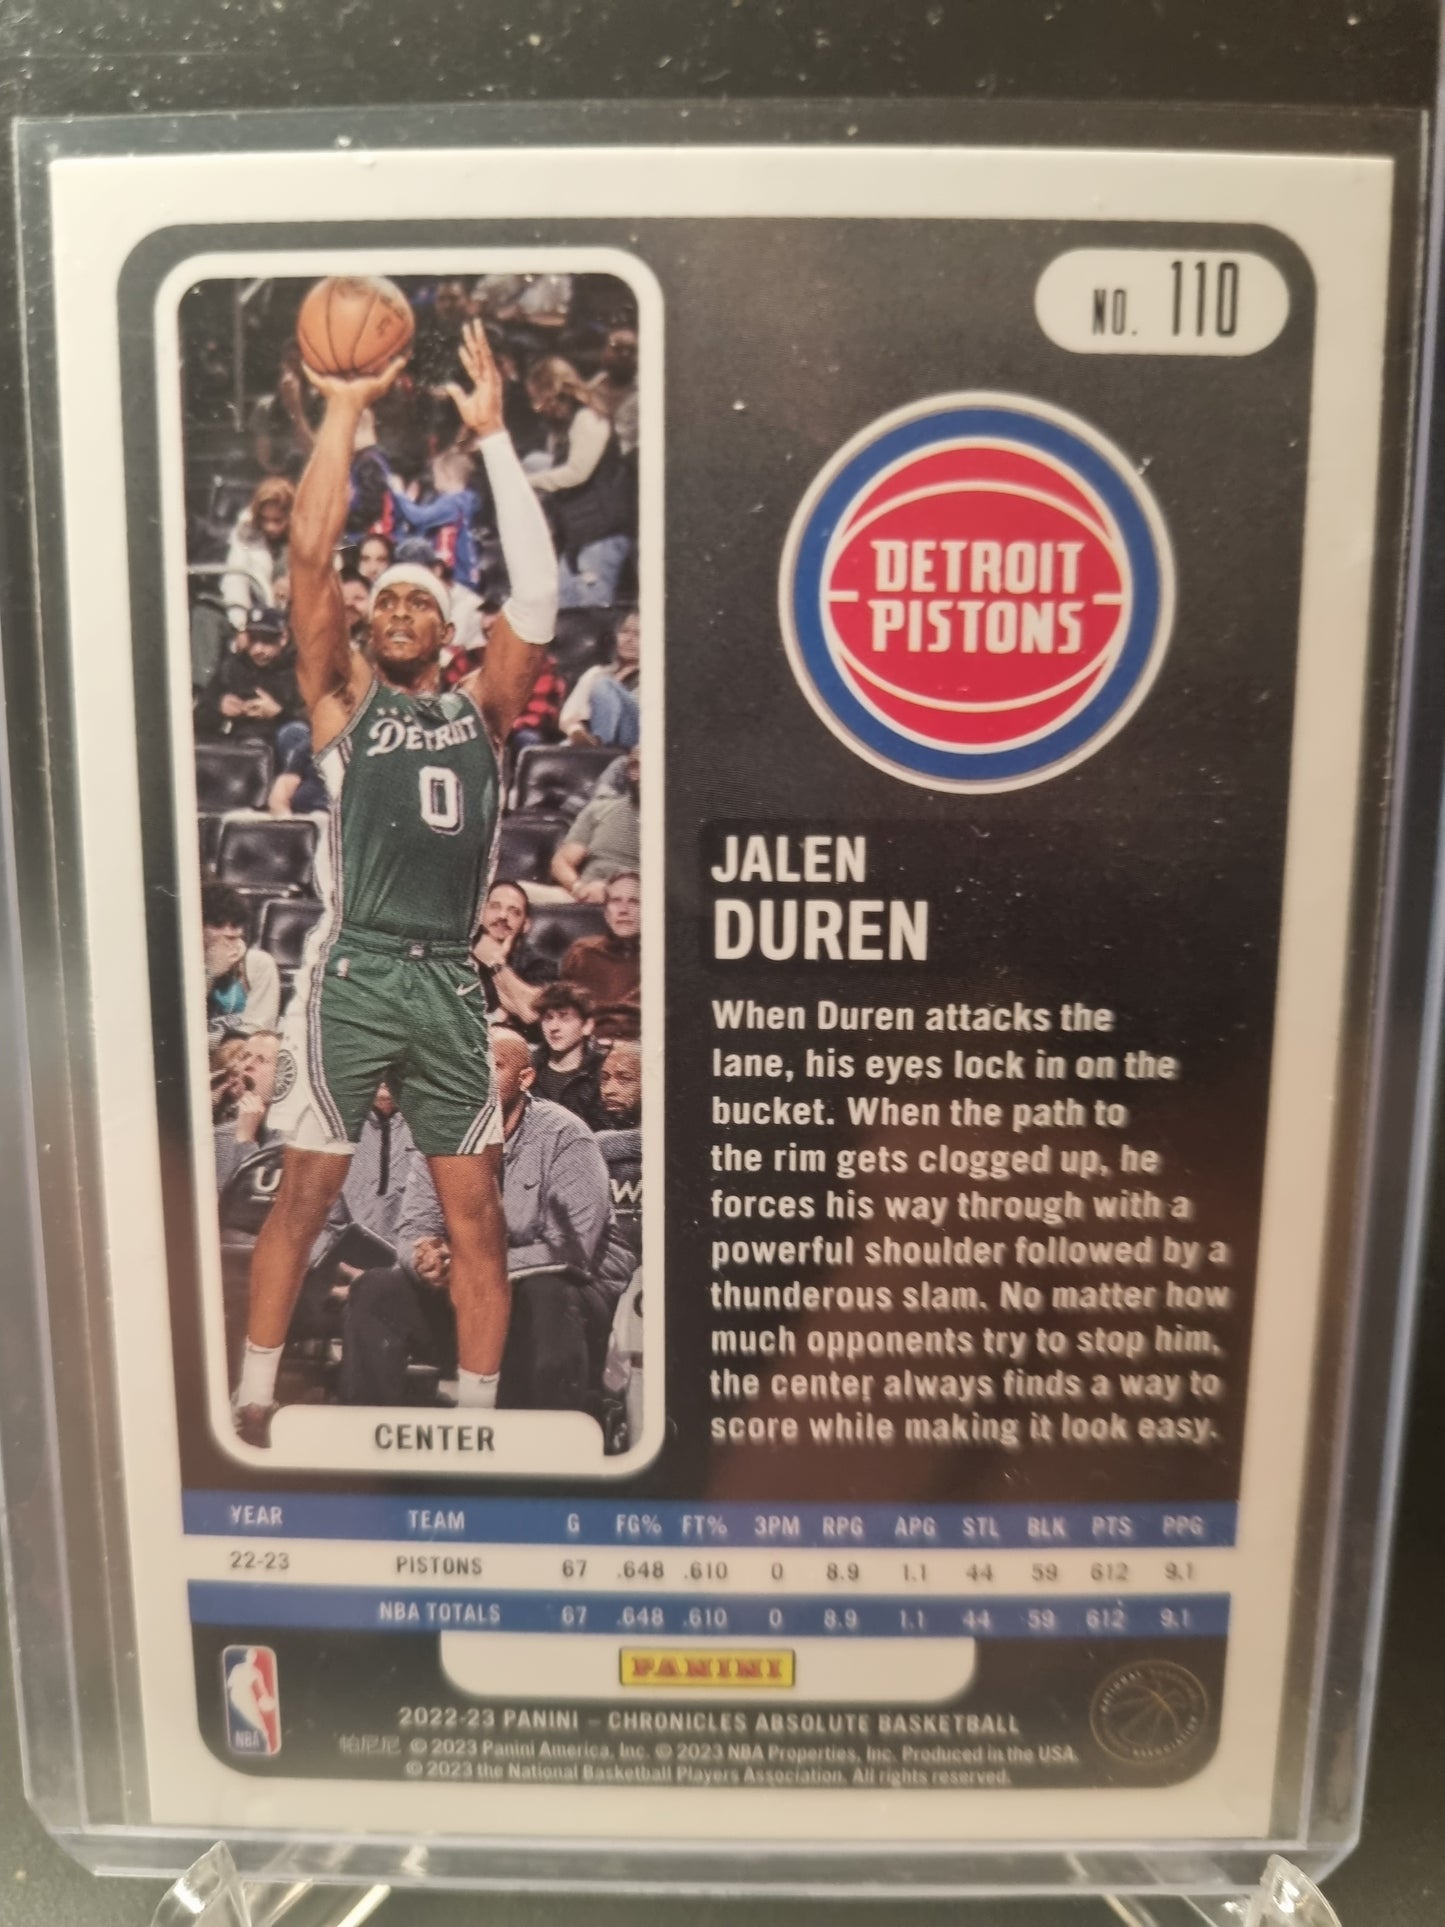 NO. 110
DETROIT
PISTONS
DETROIT
0
JALEN
DUREN
When Duren attacks the
lane, his eyes lock in on the
bucket. When the path to
the rim gets clogged up, he
forces his way through with a
powerful shoulder followed by a
thunderous slam. No matter how
much opponents try to stop him,
the center always finds a way to
score while making it look easy.
CENTER
YEAR TEAM G FG% FT% 3PM RPG APG STL BLK PTS PPG
22-23 PISTONS 67 .648 .610 0 8.9 1.1 44 59 612 9.1
NBA TOTALS 67 .648 .610 0 8.9 1.1 44 59 612 9.1
PANINI
NBA
2022-23 PANINI – CHRONICLES ABSOLUTE BASKETBALL
帕尼尼 © 2023 Panini America, Inc. © 2023 NBA Properties, Inc. Produced in the USA.
© 2023 the National Basketball Players Association. All rights reserved.